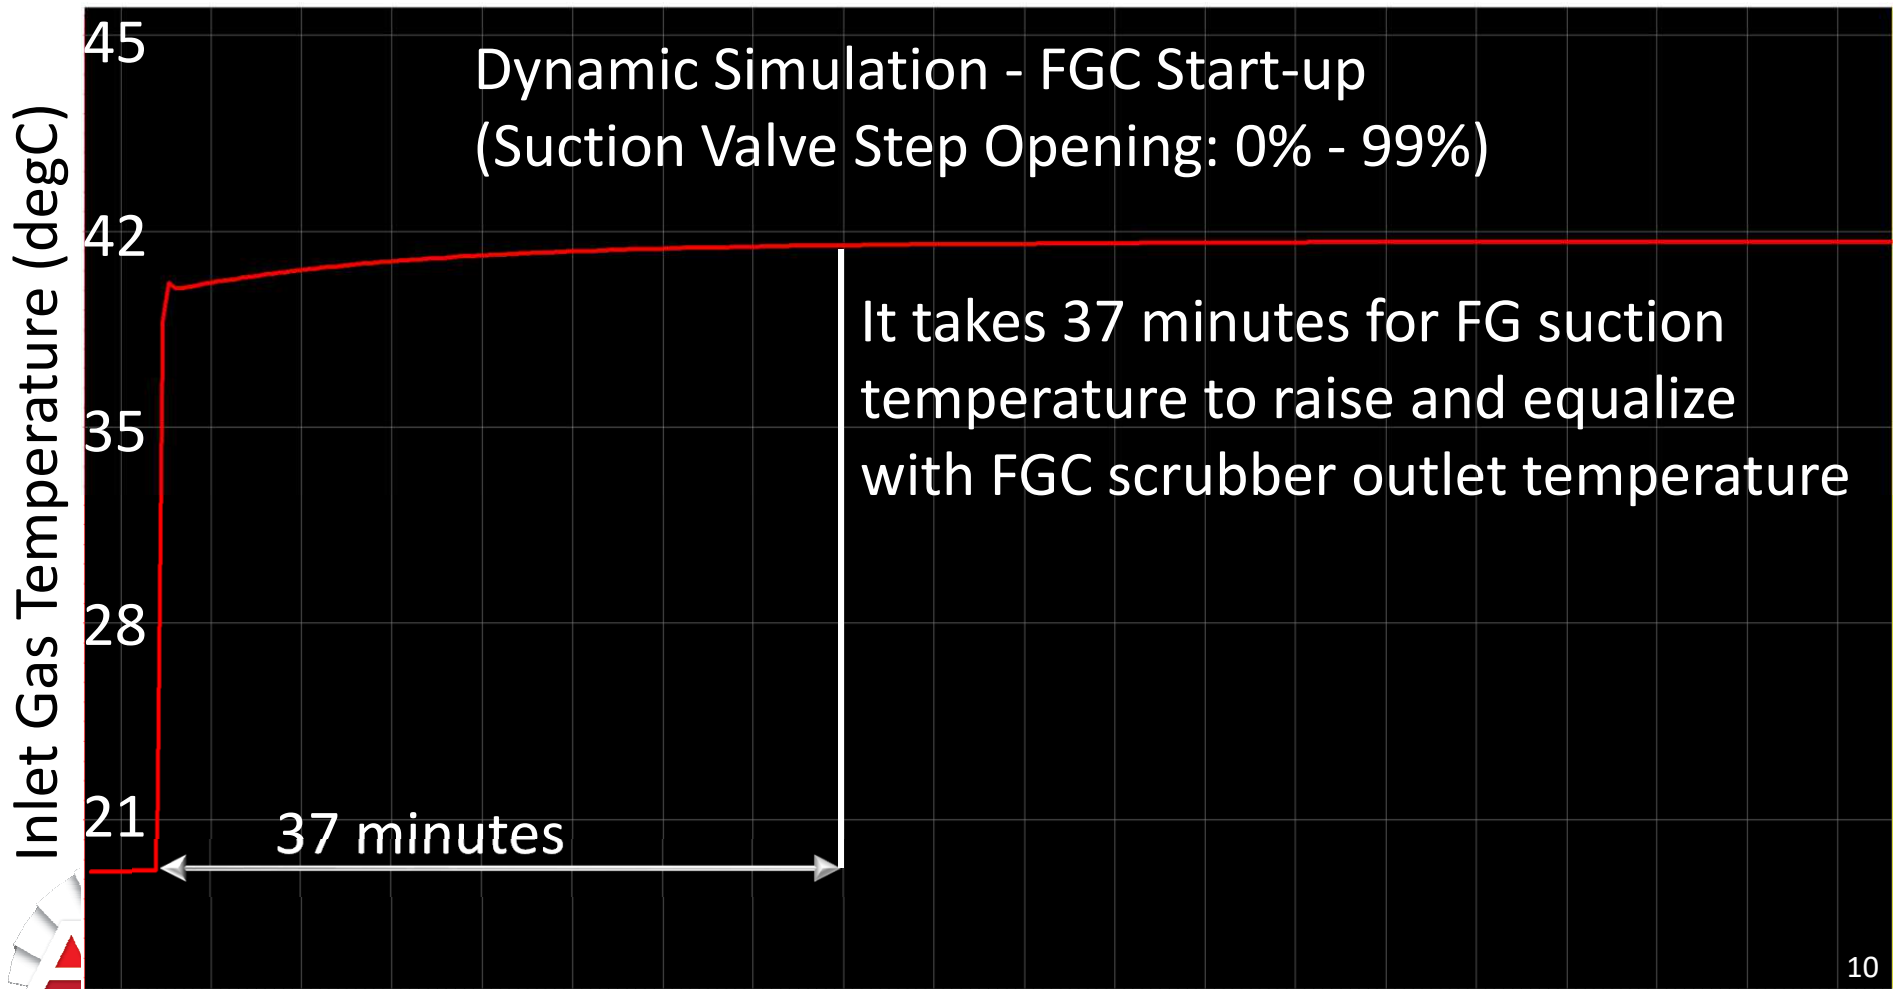 Dynamic Simulation - FGC Start-up
(Suction Valve Step Opening: 0% - 99%)
Inlet Gas Temperature (degC)
45
42
35
28
21
It takes 37 minutes for FG suction
temperature to raise and equalize
with FGC scrubber outlet temperature
37 minutes
10